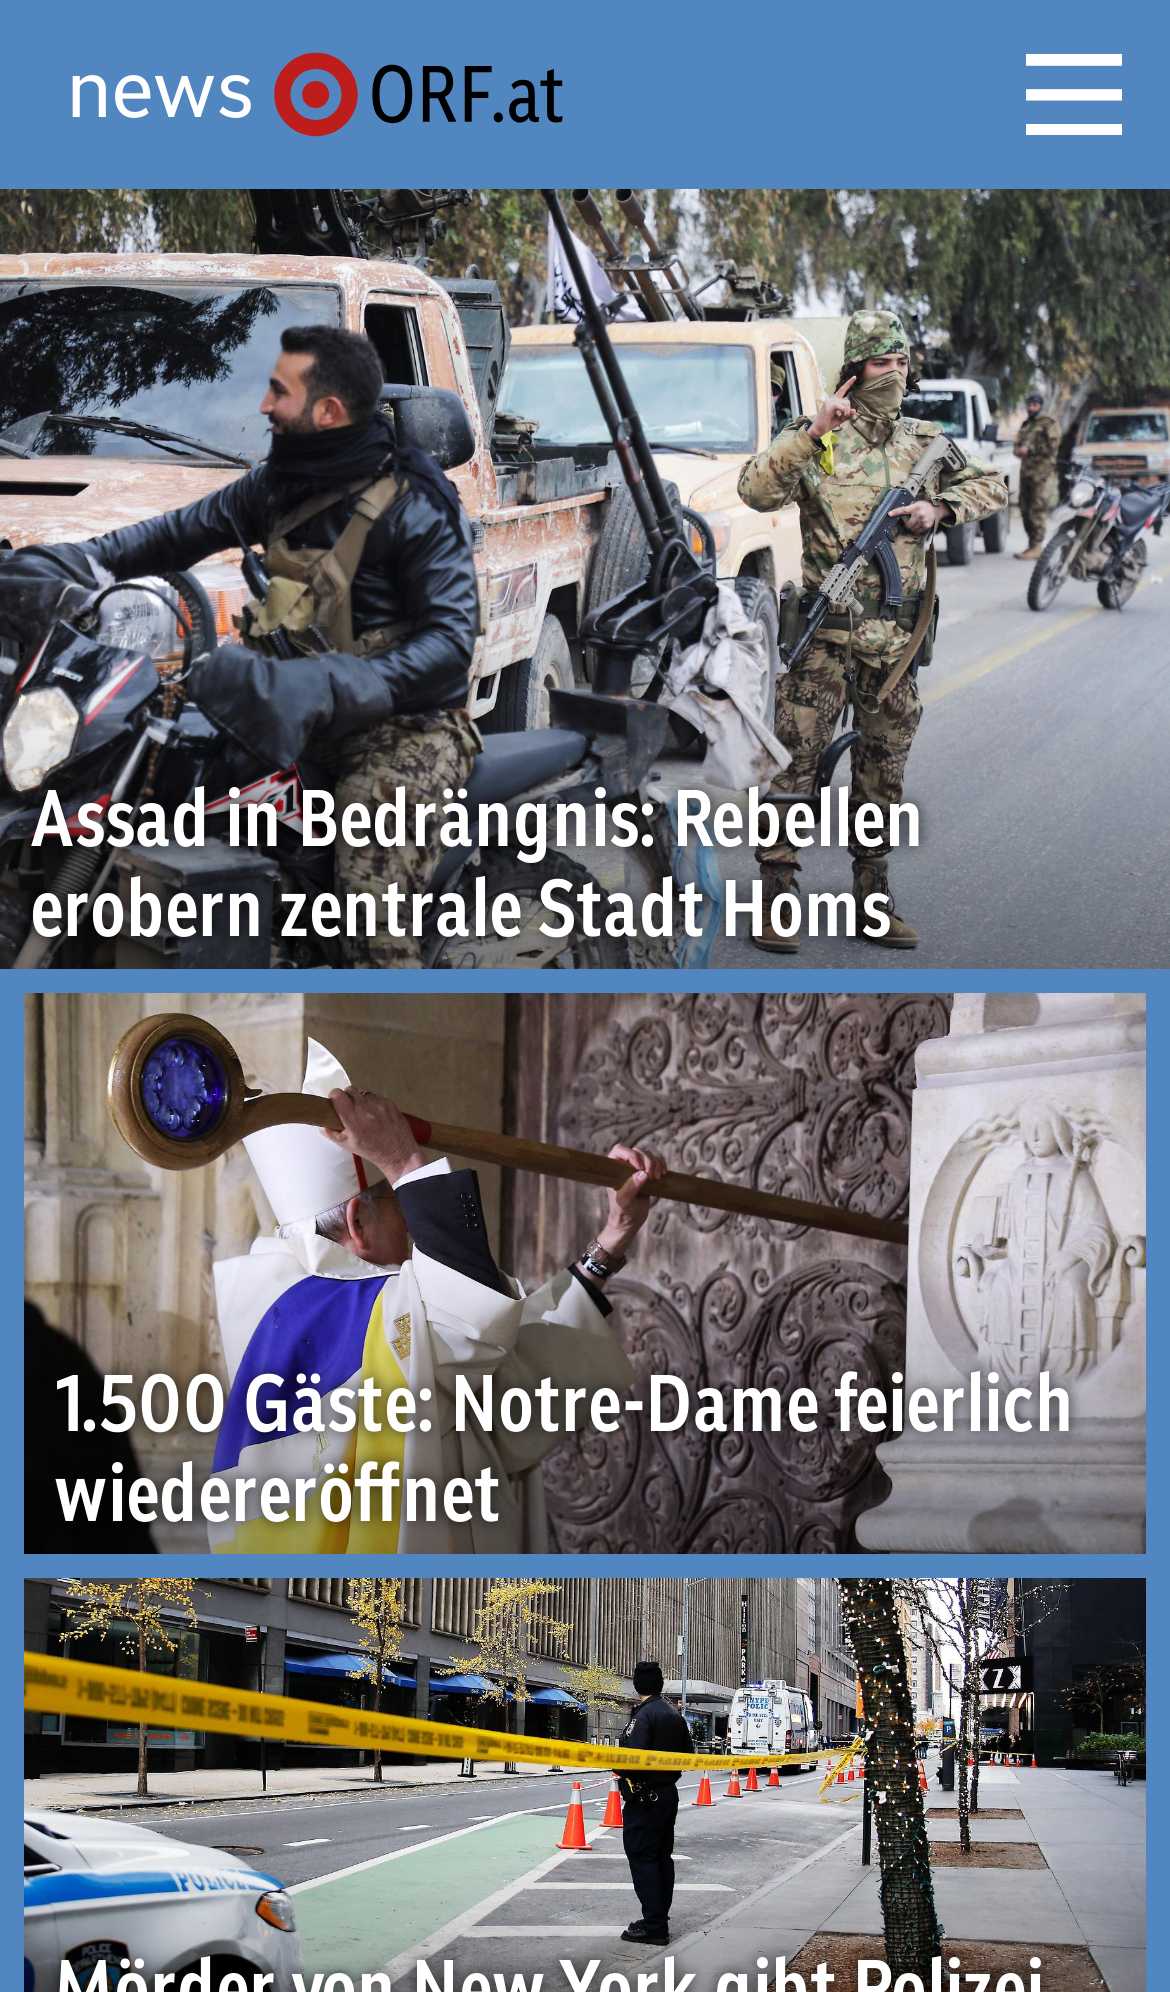 news ORF.at
Assad in Bedrängnis: Rebellen
erobern zentrale Stadt Homs
1.500 Gäste: Notre-Dame feierlich
wiedereröffnet
POLICE
Mörder von New York gibt Polizei